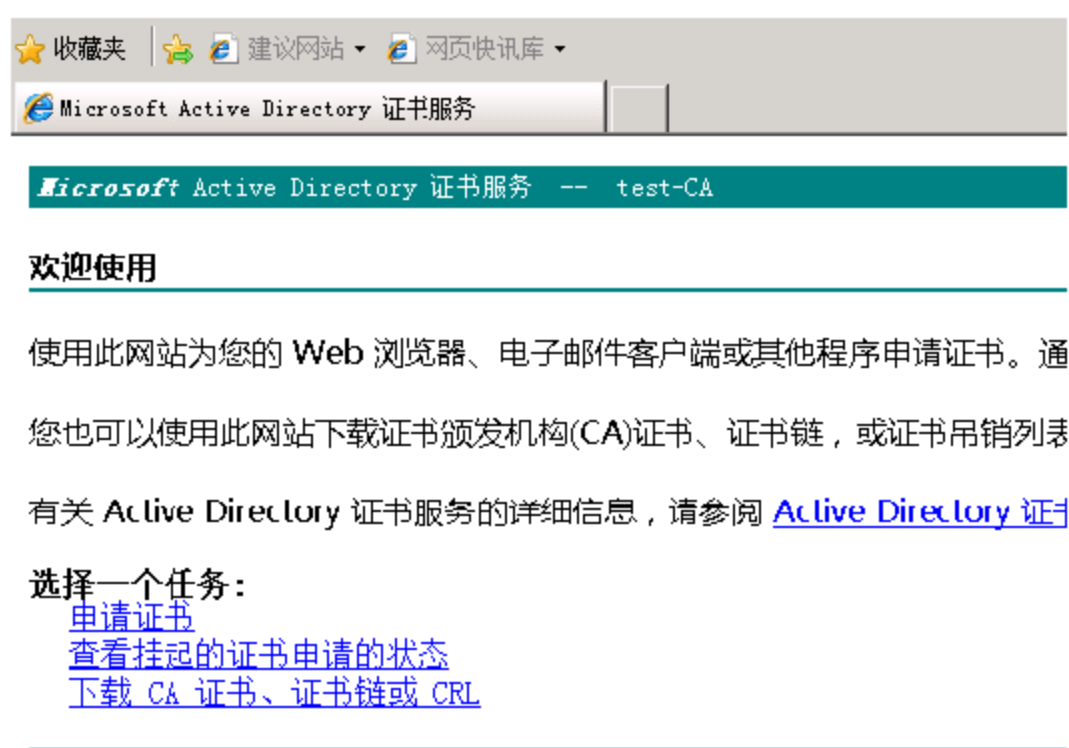 收藏夹 建议网站 网页快讯库
Microsoft Active Directory 证书服务
Microsoft Active Directory 证书服务 -- test-CA
欢迎使用
使用此网站为您的 Web 浏览器、电子邮件客户端或其他程序申请证书。通
您也可以使用此网站下载证书颁发机构(CA)证书、证书链，或证书吊销列表
有关 Active Directory 证书服务的详细信息，请参阅 Active Directory 证书
选择一个任务：
申请证书
查看挂起的证书申请的状态
下载 CA 证书、证书链或 CRL